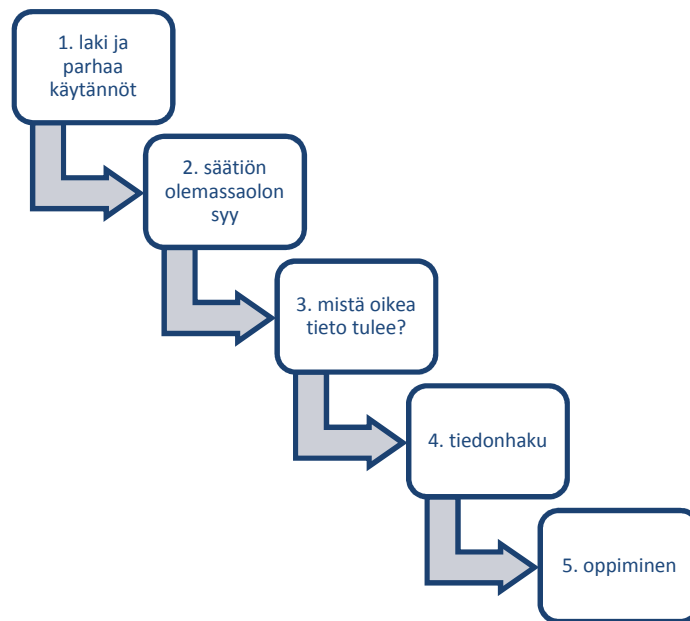 1. laki ja
parhaa
käytännöt
2. säätiön
olemassaolon
syy
3. mistä oikea
tieto tulee?
4. tiedonhaku
5. oppiminen